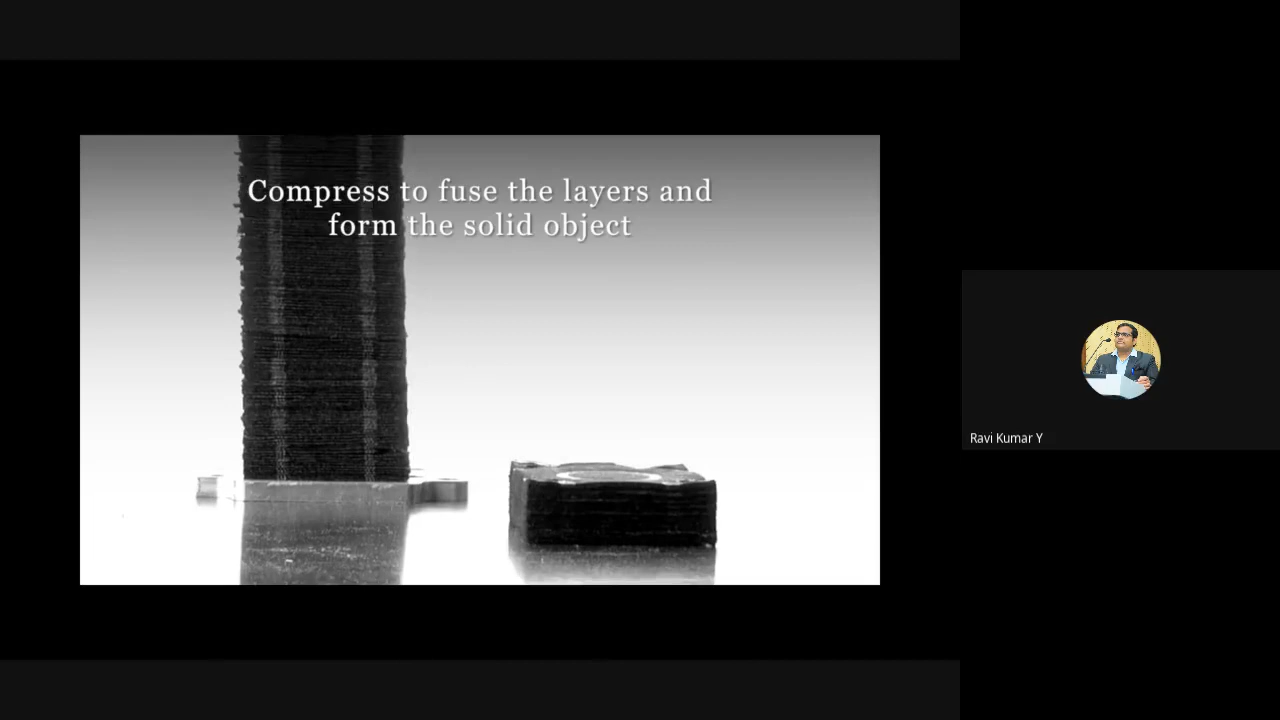 Compress to fuse the layers and
form the solid object
Ravi Kumar Y